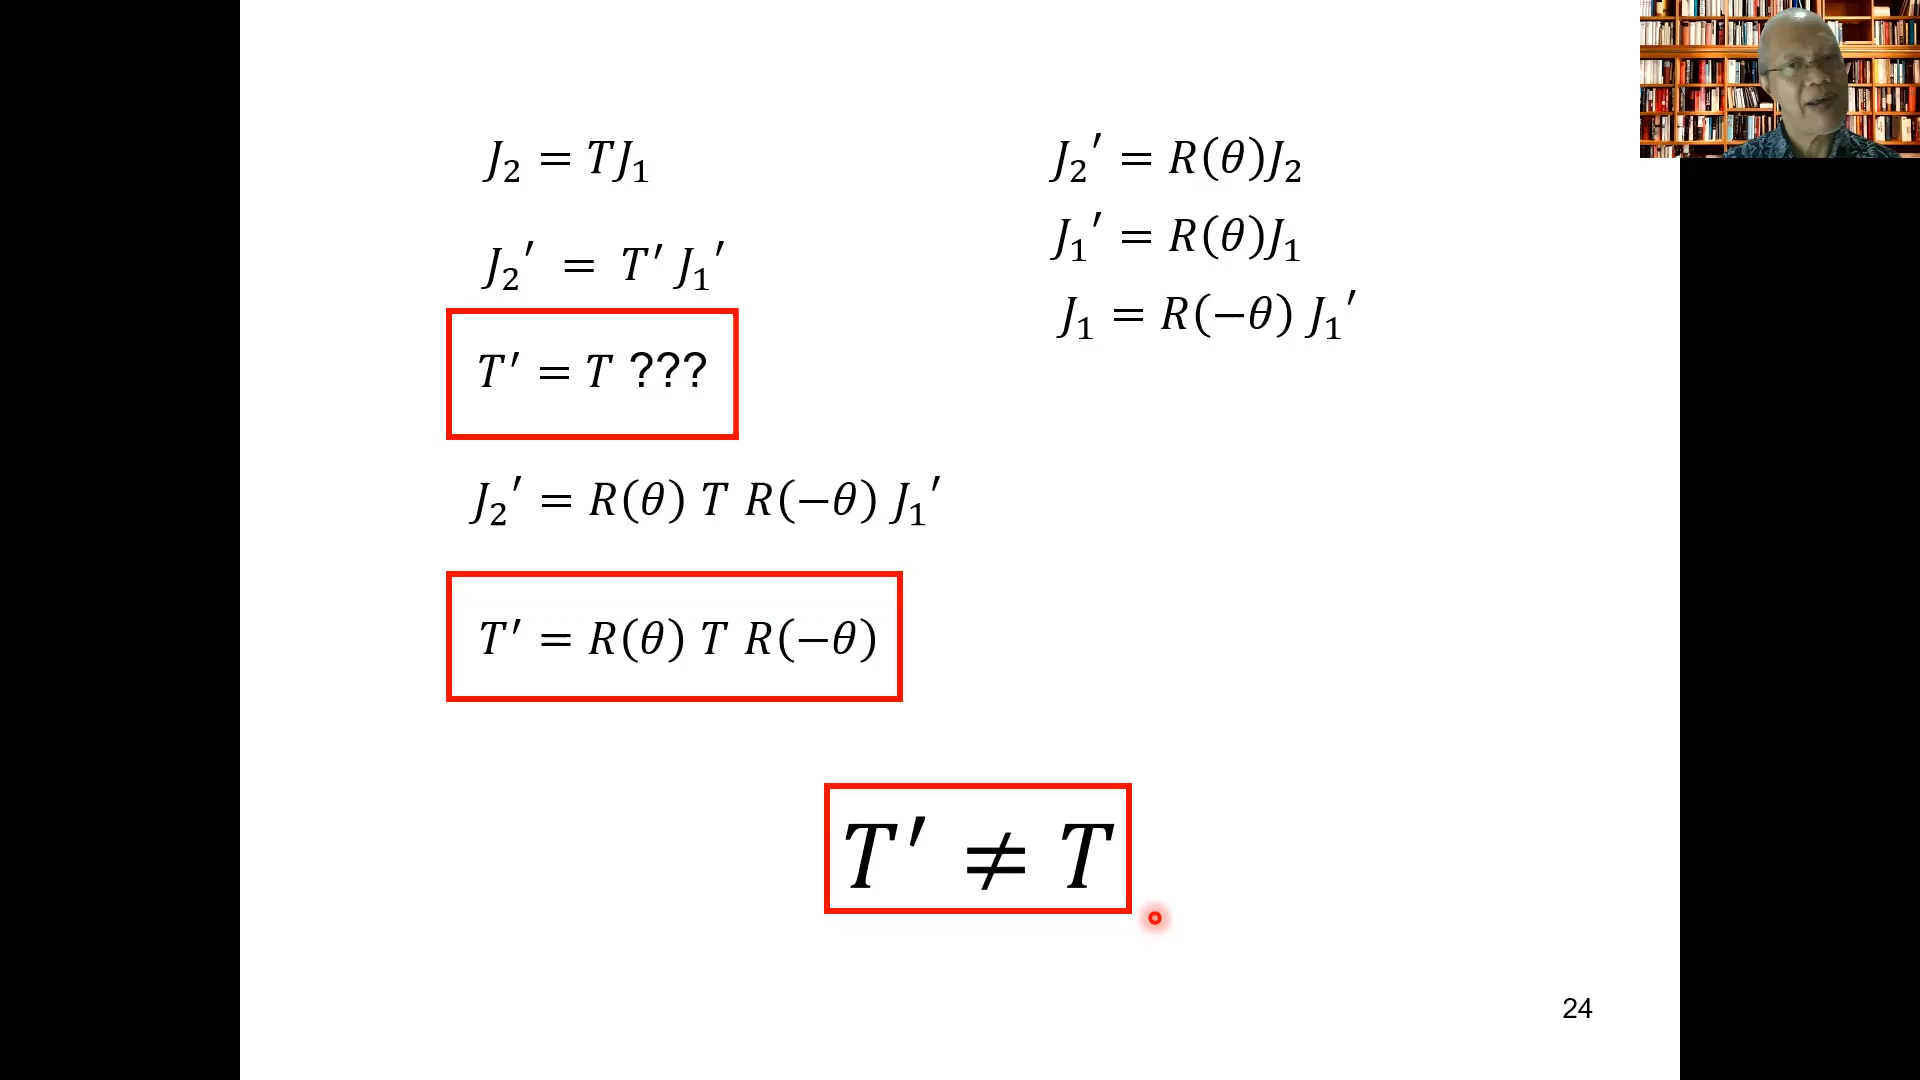 J₂ = TJ₁
J₂′ = T′ J₁′
T′ = T ???
J₂′ = R(θ) T R(−θ) J₁′
T′ = R(θ) T R(−θ)
J₂′ = R(θ)J₂
J₁′ = R(θ)J₁
J₁ = R(−θ) J₁′
T′ ≠ T
24